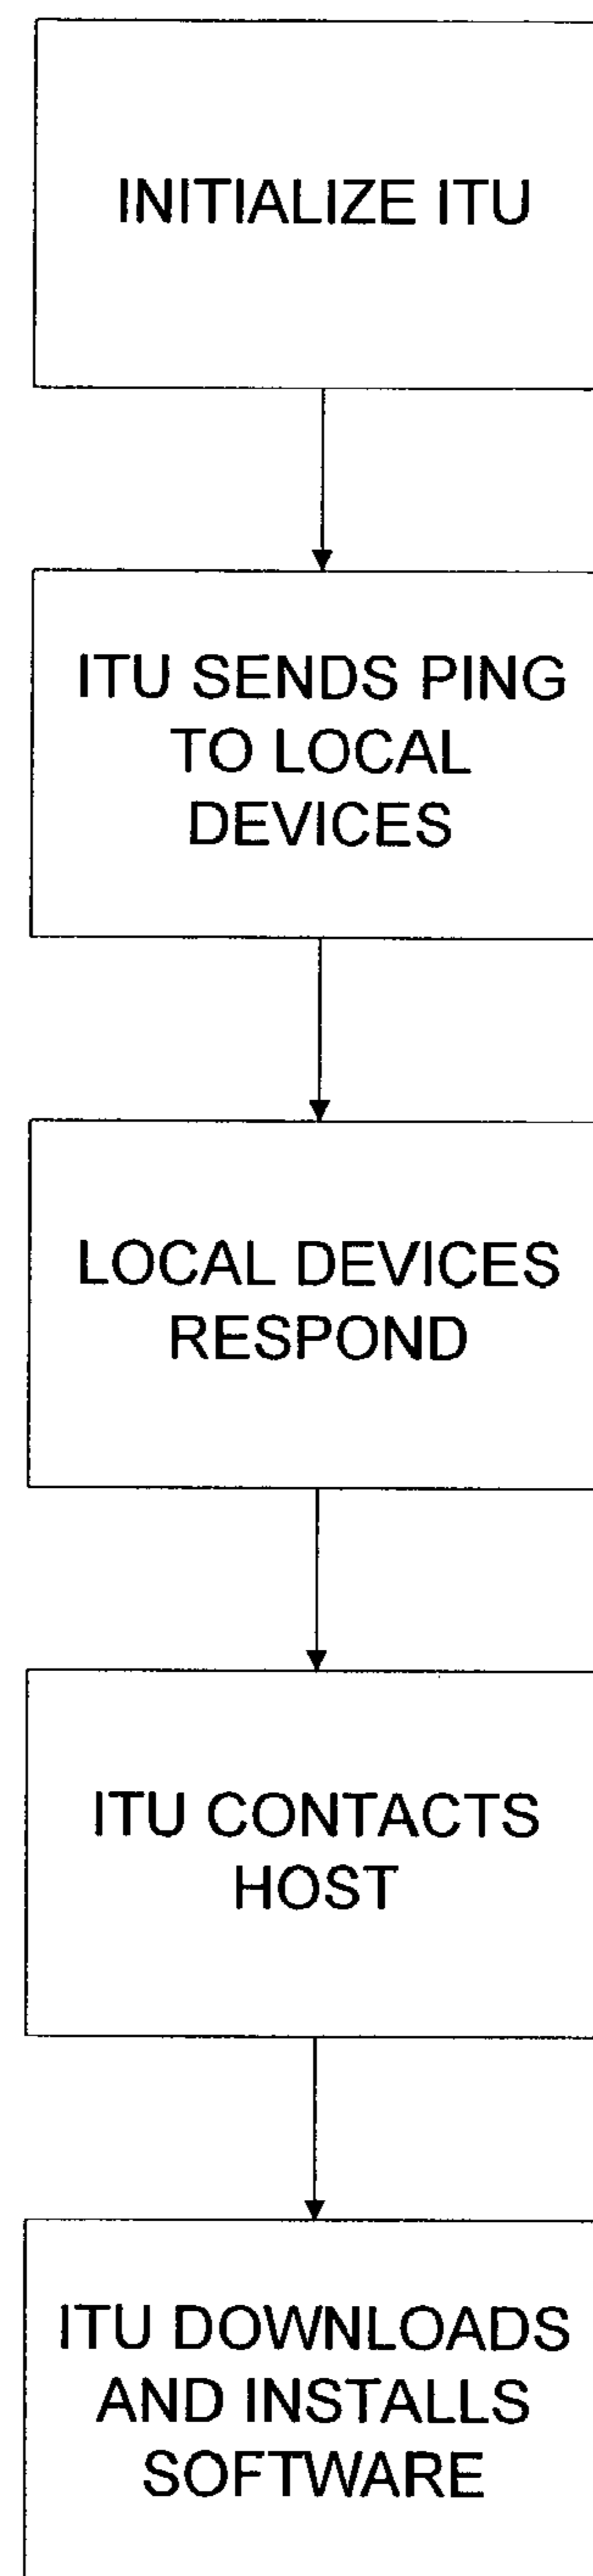 INITIALIZE ITU
ITU SENDS PING
TO LOCAL
DEVICES
LOCAL DEVICES
RESPOND
ITU CONTACTS
HOST
ITU DOWNLOADS
AND INSTALLS
SOFTWARE